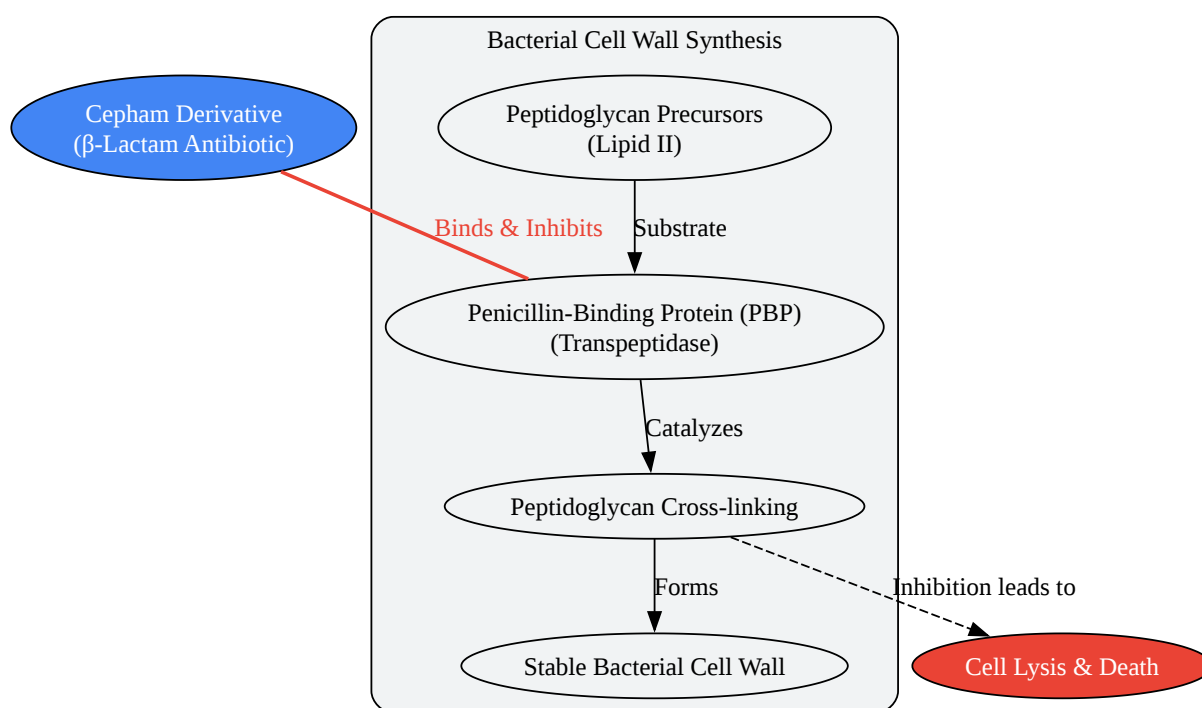 Bacterial Cell Wall Synthesis
Cepham Derivative
(β-Lactam Antibiotic)
Peptidoglycan Precursors
(Lipid II)
Binds & Inhibits
Substrate
Penicillin-Binding Protein (PBP)
(Transpeptidase)
Catalyzes
Peptidoglycan Cross-linking
Forms
Inhibition leads to
Stable Bacterial Cell Wall
Cell Lysis & Death